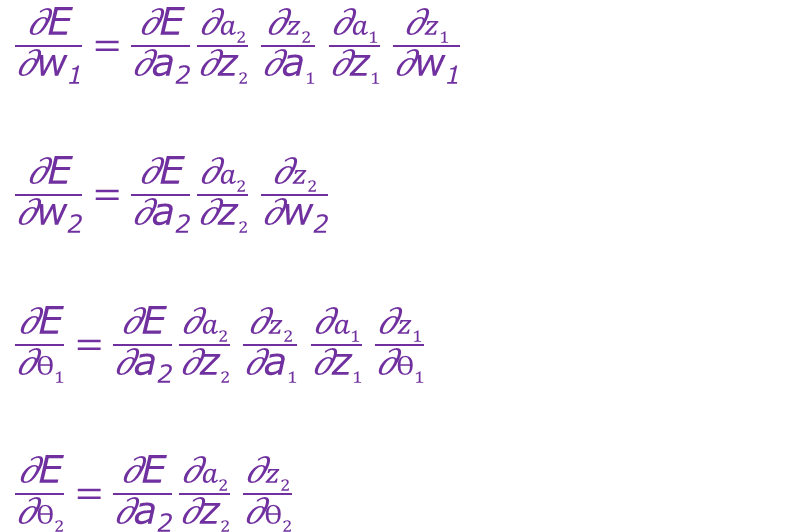 ∂E/∂w₁ = ∂E/∂a₂ ∂a₂/∂z₂ ∂z₂/∂a₁ ∂a₁/∂z₁ ∂z₁/∂w₁
∂E/∂w₂ = ∂E/∂a₂ ∂a₂/∂z₂ ∂z₂/∂w₂
∂E/∂θ₁ = ∂E/∂a₂ ∂a₂/∂z₂ ∂z₂/∂a₁ ∂a₁/∂z₁ ∂z₁/∂θ₁
∂E/∂θ₂ = ∂E/∂a₂ ∂a₂/∂z₂ ∂z₂/∂θ₂